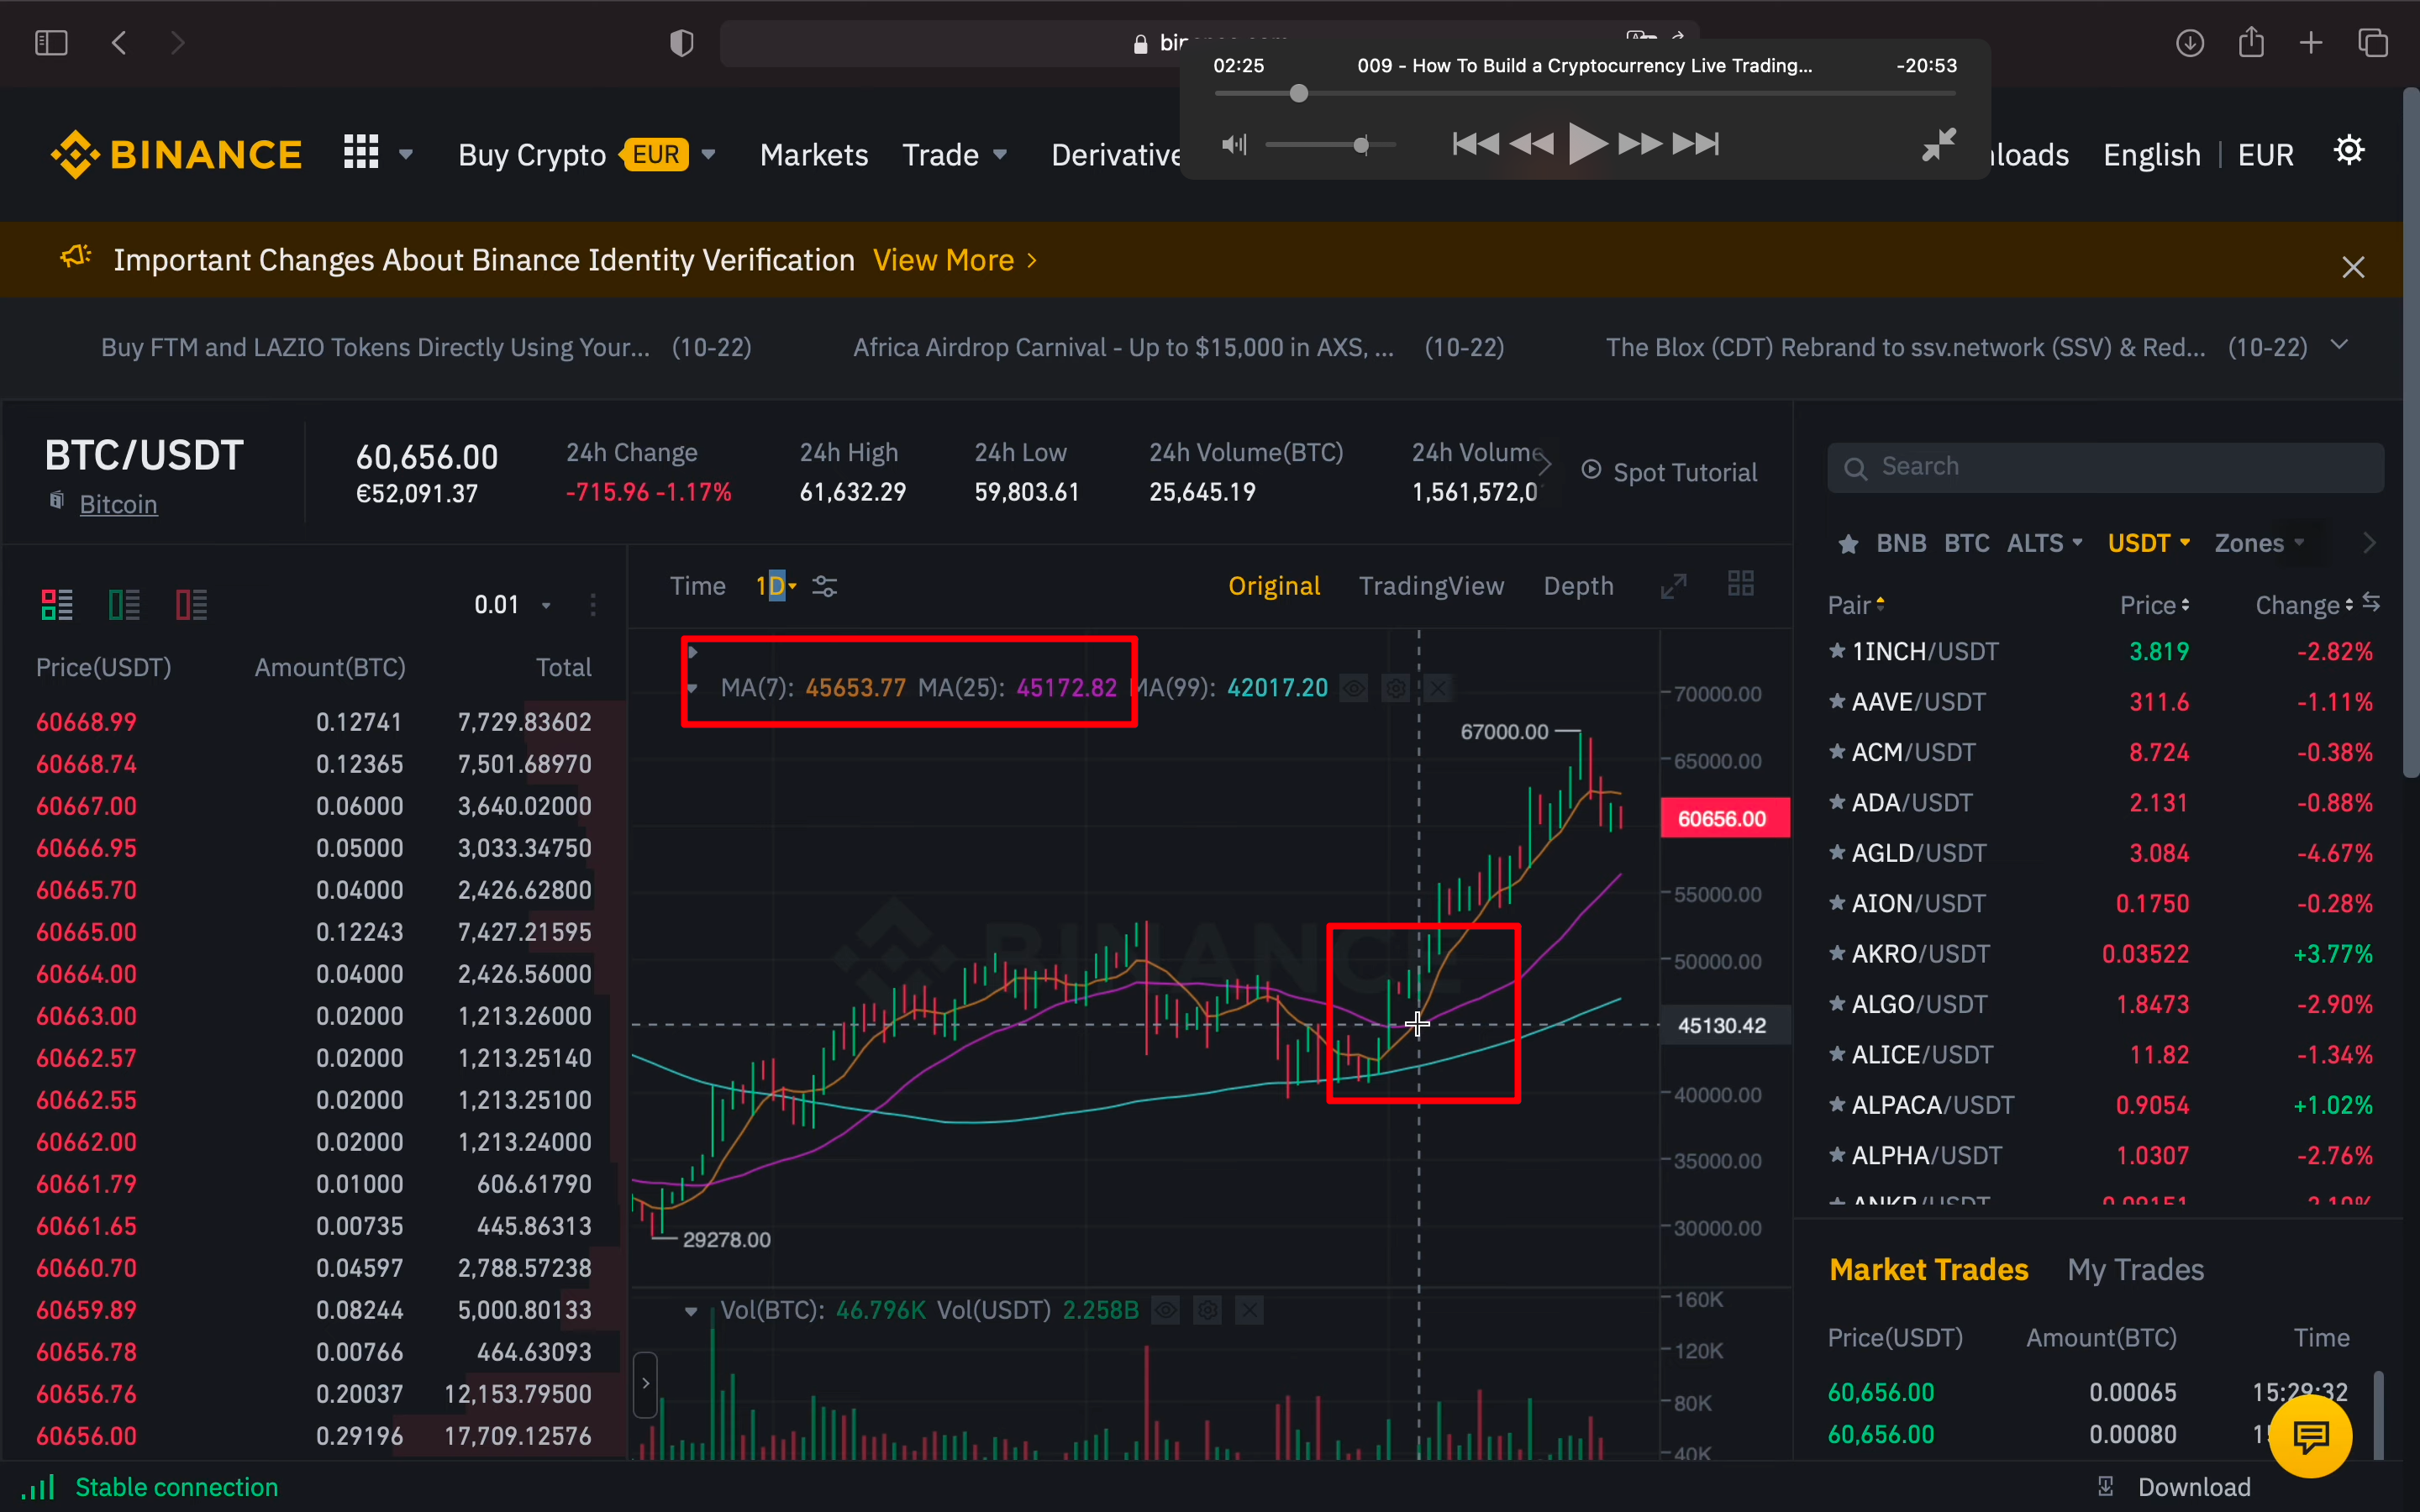 02:25 009 - How To Build a Cryptocurrency Live Trading... -20:53
BINANCE Buy Crypto EUR Markets Trade English EUR
Important Changes About Binance Identity Verification View More >
Buy FTM and LAZIO Tokens Directly Using Your... (10-22) Africa Airdrop Carnival - Up to $15,000 in AXS, ... (10-22) The Blox (CDT) Rebrand to ssv.network (SSV) & Red... (10-22)
BTC/USDT
Bitcoin
60,656.00
€52,091.37
24h Change
-715.96 -1.17%
24h High
61,632.29
24h Low
59,803.61
24h Volume(BTC)
25,645.19
24h Volume
1,561,572,0
Spot Tutorial
0.01
Price(USDT) Amount(BTC) Total
60668.99 0.12741 7,729.83602
60668.74 0.12365 7,501.68970
60667.00 0.06000 3,640.02000
60666.95 0.05000 3,033.34750
60665.70 0.04000 2,426.62800
60665.00 0.12243 7,427.21595
60664.00 0.04000 2,426.56000
60663.00 0.02000 1,213.26000
60662.57 0.02000 1,213.25140
60662.55 0.02000 1,213.25100
60662.00 0.02000 1,213.24000
60661.79 0.01000 606.61790
60661.65 0.00735 445.86313
60660.70 0.04597 2,788.57238
60659.89 0.08244 5,000.80133
60656.78 0.00766 464.63093
60656.76 0.20037 12,153.79500
60656.00 0.29196 17,709.12576
Time 1D Original TradingView Depth
MA(7): 45653.77 MA(25): 45172.82 MA(99): 42017.20
BINANCE
67000.00
29278.00
70000.00
65000.00
60656.00
55000.00
50000.00
45130.42
40000.00
35000.00
30000.00
Vol(BTC): 46.796K Vol(USDT) 2.258B
160K
120K
80K
40K
Search
BNB BTC ALTS USDT Zones
Pair Price Change
1INCH/USDT 3.819 -2.82%
AAVE/USDT 311.6 -1.11%
ACM/USDT 8.724 -0.38%
ADA/USDT 2.131 -0.88%
AGLD/USDT 3.084 -4.67%
AION/USDT 0.1750 -0.28%
AKRO/USDT 0.03522 +3.77%
ALGO/USDT 1.8473 -2.90%
ALICE/USDT 11.82 -1.34%
ALPACA/USDT 0.9054 +1.02%
ALPHA/USDT 1.0307 -2.76%
Market Trades My Trades
Price(USDT) Amount(BTC) Time
60,656.00 0.00065 15:29:32
60,656.00 0.00080
Stable connection
Download